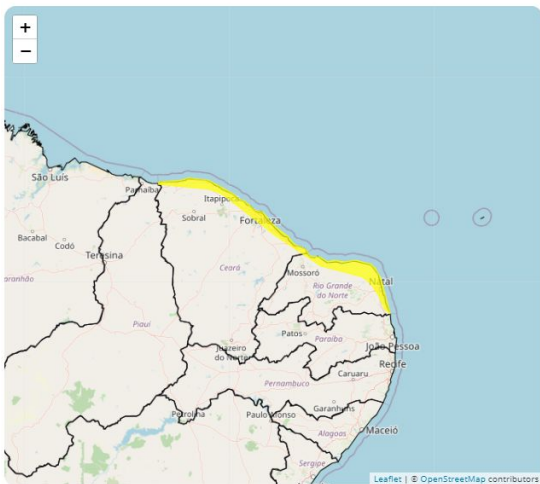 +
−
São Luís
Parnaíba
Itapipoca
Sobral
Fortaleza
Bacabal
Codó
Teresina
Ceará
Mossoró
Natal
Rio Grande
do Norte
Piauí
Patos
Paraíba
João Pessoa
Juazeiro
do Norte
Recife
Caruaru
Pernambuco
Petrolina
Paulo Afonso
Garanhuns
Alagoas
Maceió
Sergipe
Leaflet | © OpenStreetMap contributors